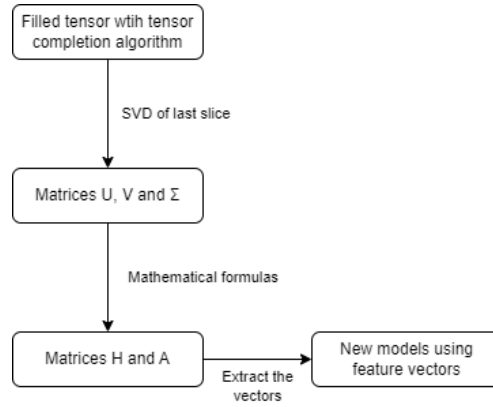 Filled tensor wtih tensor
completion algorithm
SVD of last slice
Matrices U, V and Σ
Mathematical formulas
Matrices H and A
Extract the
vectors
New models using
feature vectors